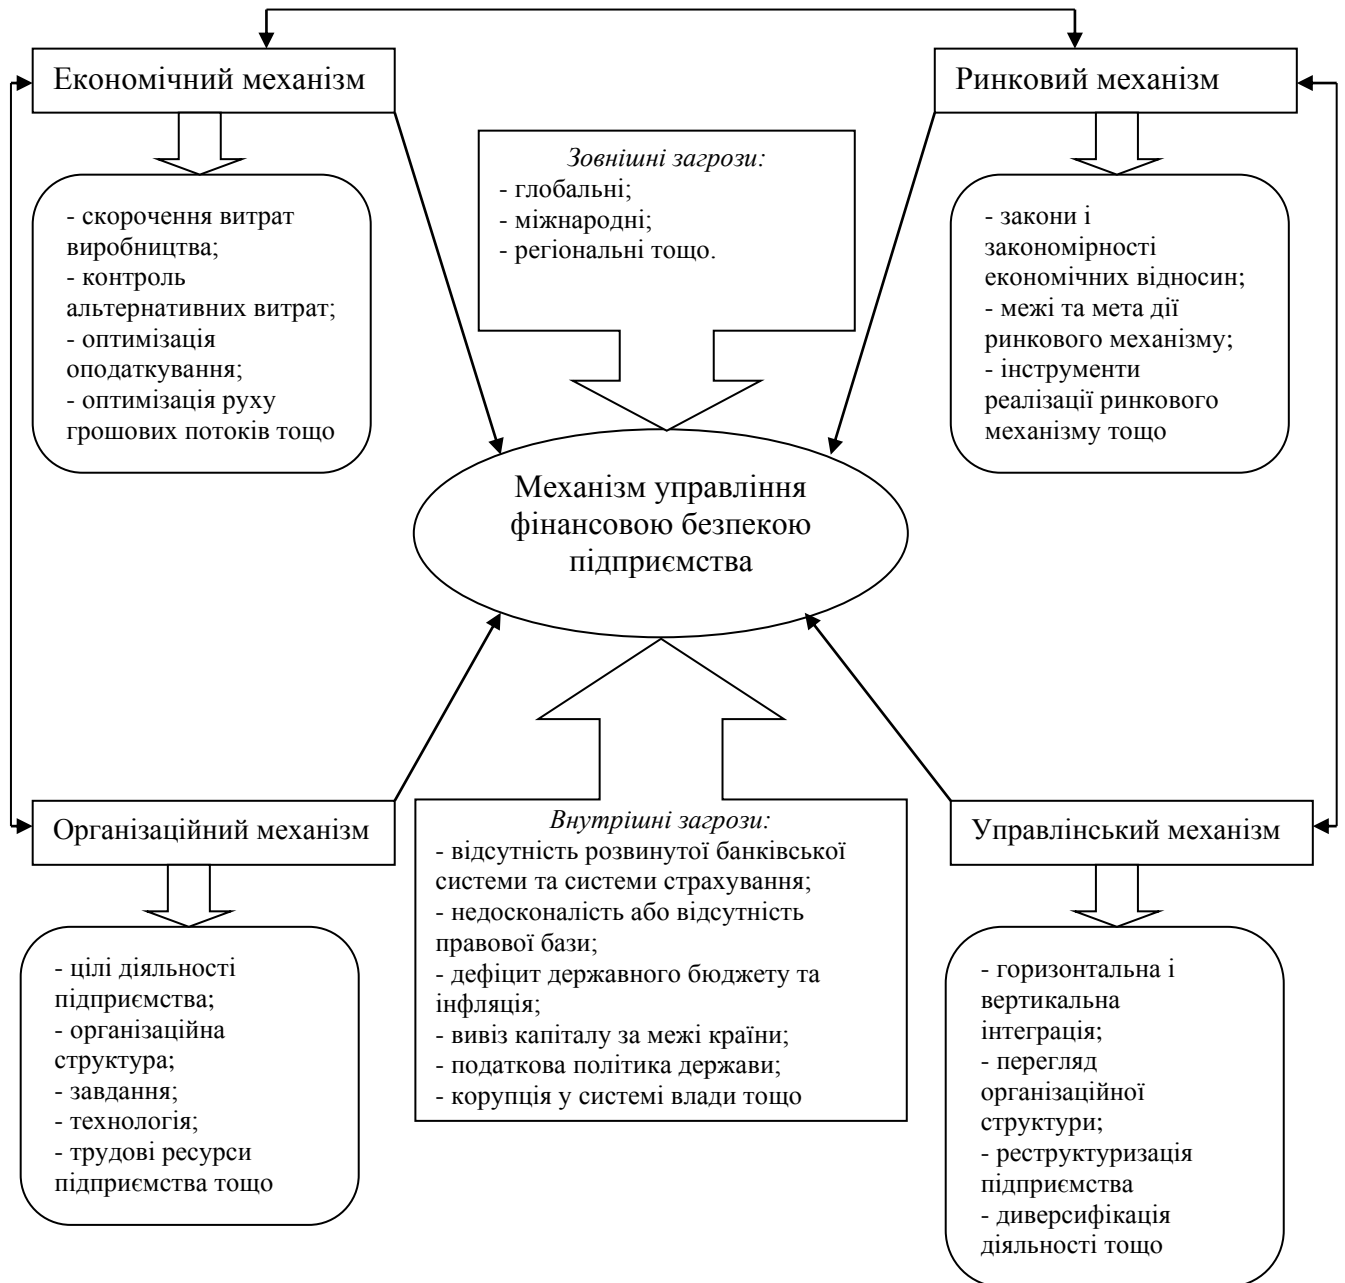 Економічний механізм
Ринковий механізм
- скорочення витрат
виробництва;
- контроль
альтернативних витрат;
- оптимізація
оподаткування;
- оптимізація руху
грошових потоків тощо
Зовнішні загрози:
- глобальні;
- міжнародні;
- регіональні тощо.
- закони і
закономірності
економічних відносин;
- межі та мета дії
ринкового механізму;
- інструменти
реалізації ринкового
механізму тощо
Механізм управління
фінансовою безпекою
підприємства
Організаційний механізм
Управлінський механізм
- цілі діяльності
підприємства;
- організаційна
структура;
- завдання;
- технологія;
- трудові ресурси
підприємства тощо
Внутрішні загрози:
- відсутність розвинутої банківської
системи та системи страхування;
- недосконалість або відсутність
правової бази;
- дефіцит державного бюджету та
інфляція;
- вивіз капіталу за межі країни;
- податкова політика держави;
- корупція у системі влади тощо
- горизонтальна і
вертикальна
інтеграція;
- перегляд
організаційної
структури;
- реструктуризація
підприємства
- диверсифікація
діяльності тощо